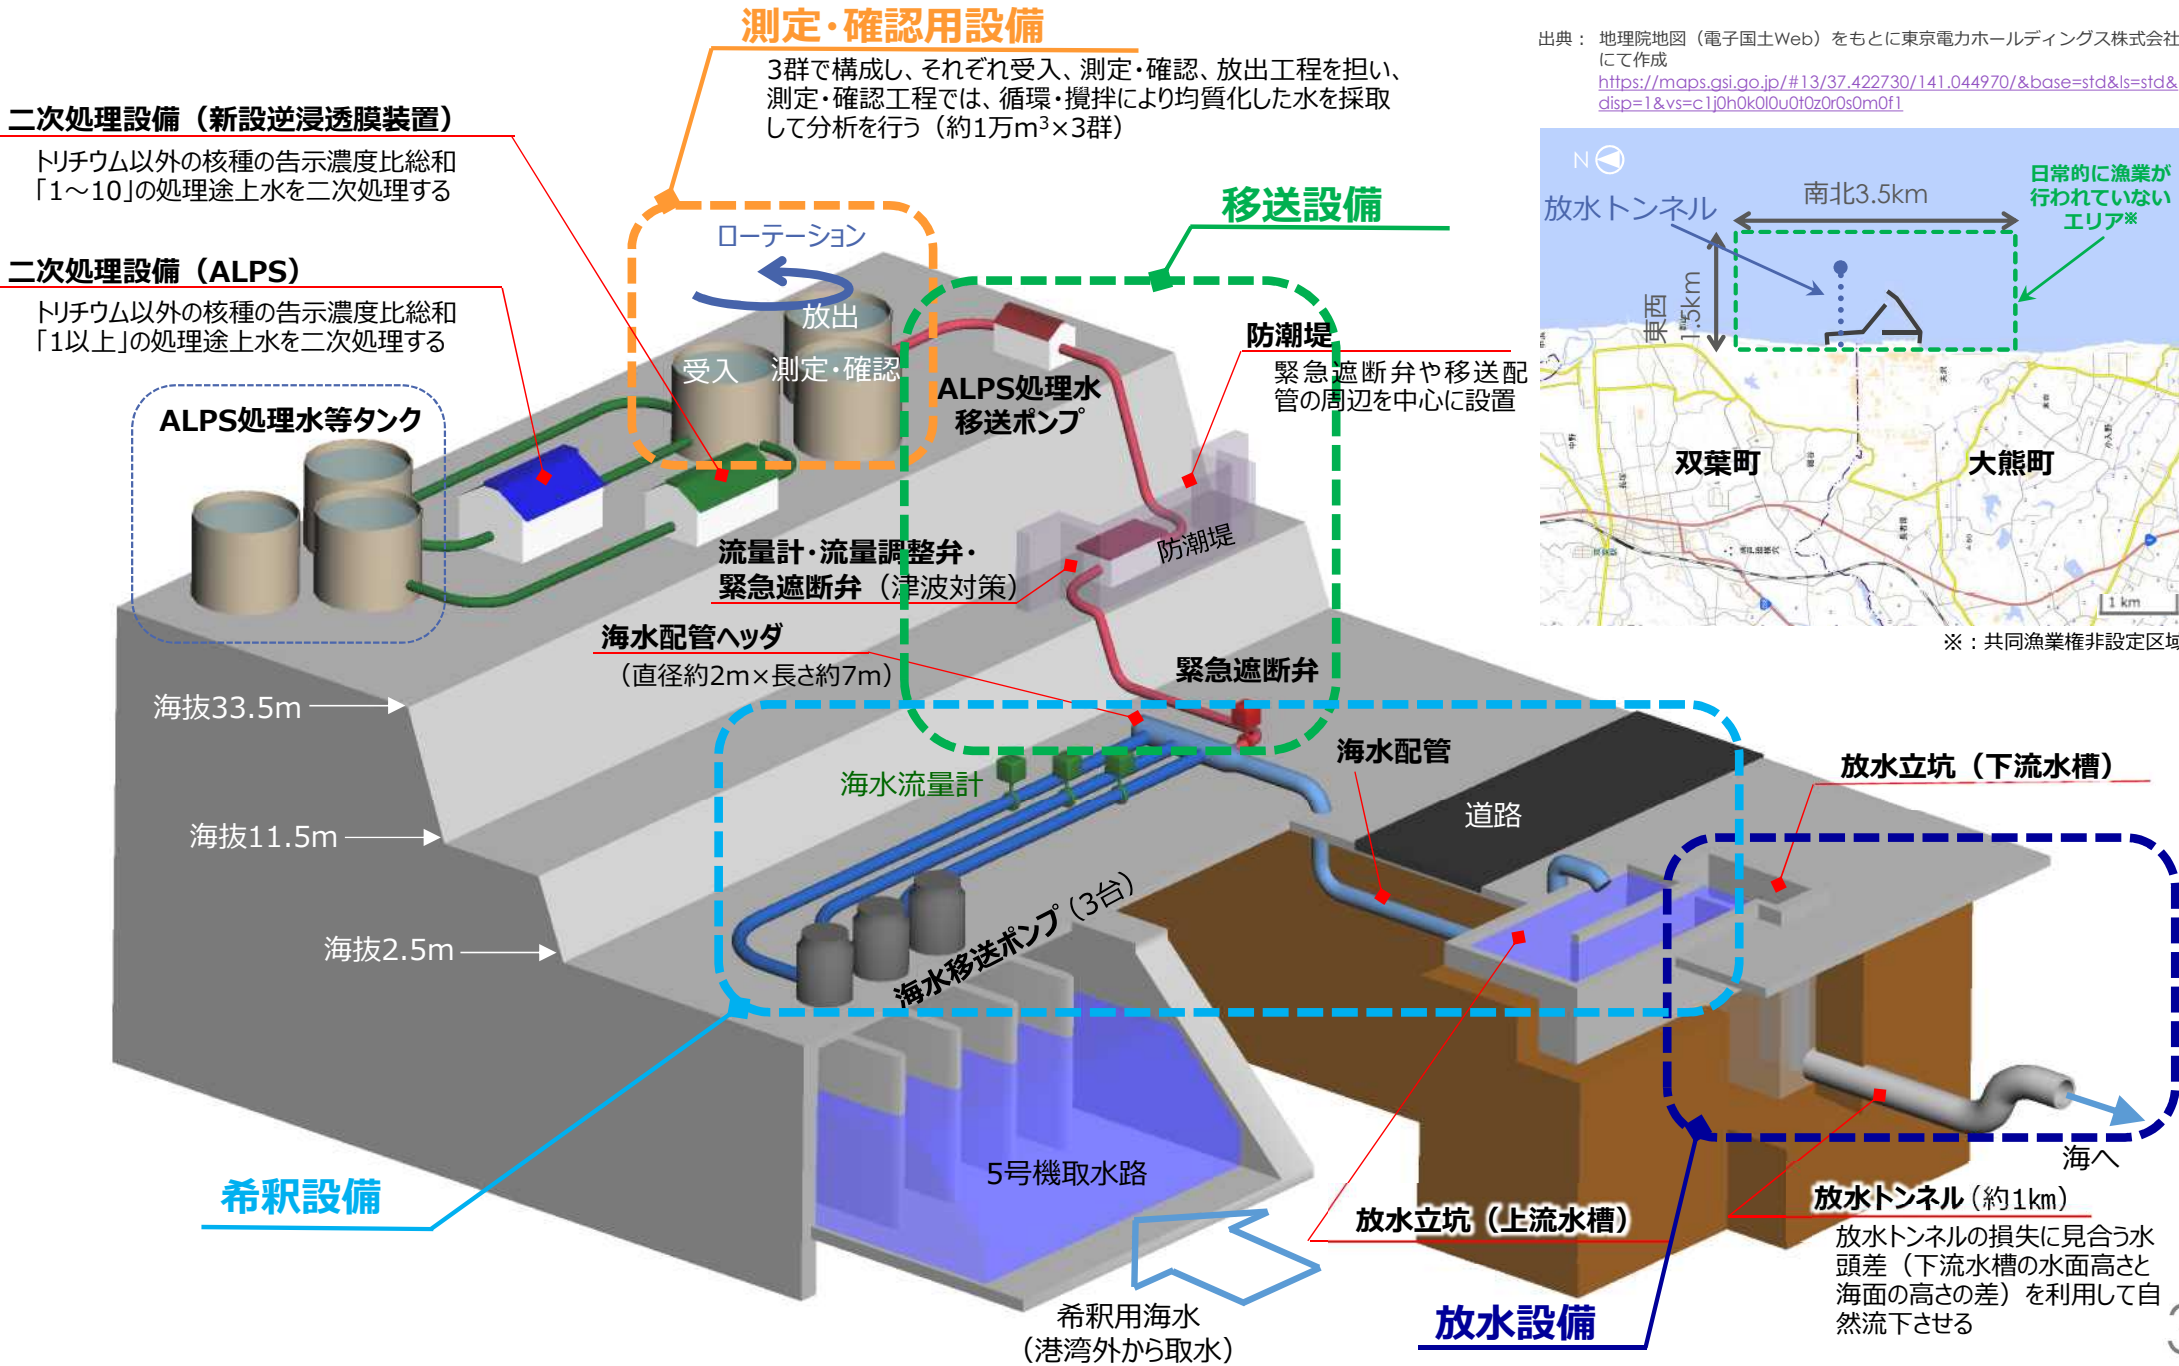 測定・確認用設備
3群で構成し、それぞれ受入、測定・確認、放出工程を担い、
測定・確認工程では、循環・攪拌により均質化した水を採取
して分析を行う（約1万m³×3群）
出典： 地理院地図（電子国土Web）をもとに東京電力ホールディングス株式会社
にて作成
https://maps.gsi.go.jp/#13/37.422730/141.044970/&base=std&ls=std&
disp=1&vs=c1j0h0k0l0u0t0z0r0s0m0f1
二次処理設備（新設逆浸透膜装置）
トリチウム以外の核種の告示濃度比総和
「1～10」の処理途上水を二次処理する
二次処理設備（ALPS）
トリチウム以外の核種の告示濃度比総和
「1以上」の処理途上水を二次処理する
ALPS処理水等タンク
ローテーション
放出
受入
測定・確認
移送設備
ALPS処理水
移送ポンプ
防潮堤
緊急遮断弁や移送配
管の周辺を中心に設置
防潮堤
流量計・流量調整弁・
緊急遮断弁（津波対策）
海水配管ヘッダ
（直径約2m×長さ約7m）
緊急遮断弁
N
放水トンネル
南北3.5km
東西
1.5km
日常的に漁業が
行われていない
エリア※
双葉町
大熊町
1 km
※：共同漁業権非設定区域
海抜33.5m
海抜11.5m
海抜2.5m
海水流量計
海水配管
道路
放水立坑（下流水槽）
海水移送ポンプ（3台）
5号機取水路
希釈設備
希釈用海水
（港湾外から取水）
放水立坑（上流水槽）
放水設備
海へ
放水トンネル（約1km）
放水トンネルの損失に見合う水
頭差（下流水槽の水面高さと
海面の高さの差）を利用して自
然流下させる